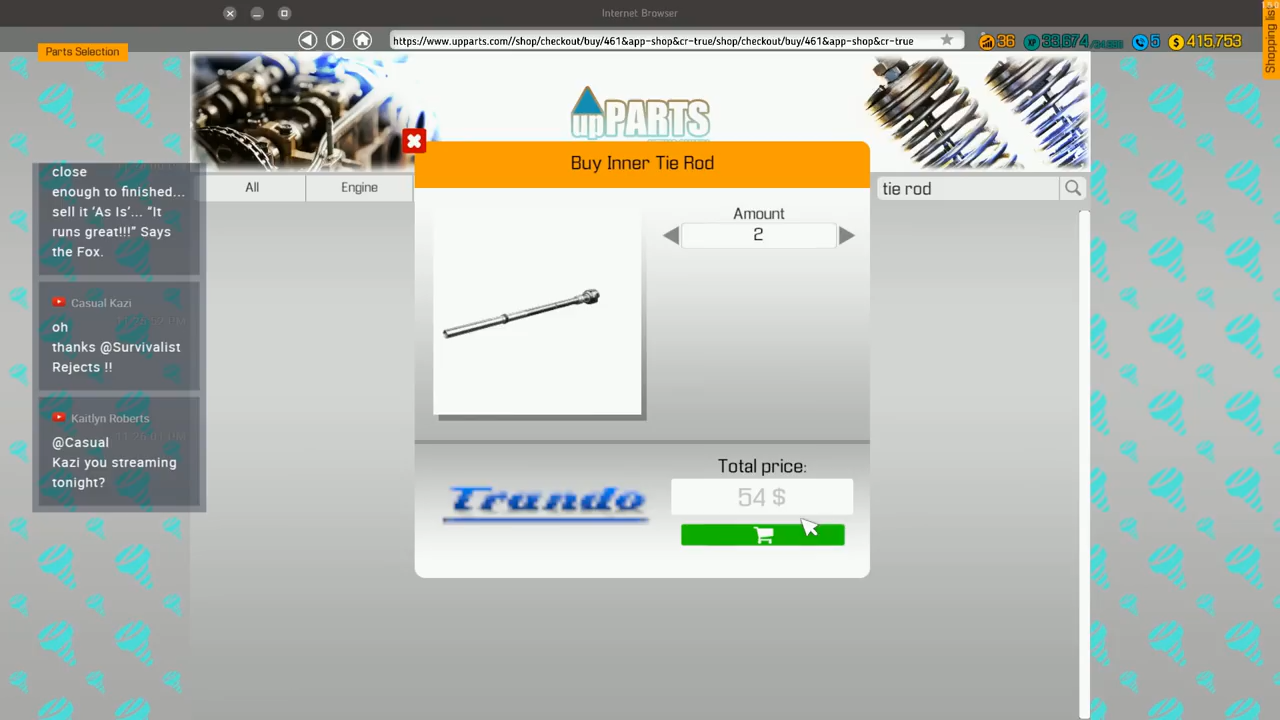 Internet Browser
https://www.upparts.com//shop/checkout/buy/461&app-shop&cr-true/shop/checkout/buy/461&app-shop&cr-true
36
5
415,753
Shopping list
Parts Selection
upPARTS
Buy Inner Tie Rod
All
Engine
tie rod
Amount
2
Total price:
54 $
Trando
close
enough to finished...
sell it 'As Is'... "It
runs great!!!" Says
the Fox.
Casual Kazi
oh
thanks @Survivalist
Rejects !!
Kaitlyn Roberts
@Casual
Kazi you streaming
tonight?